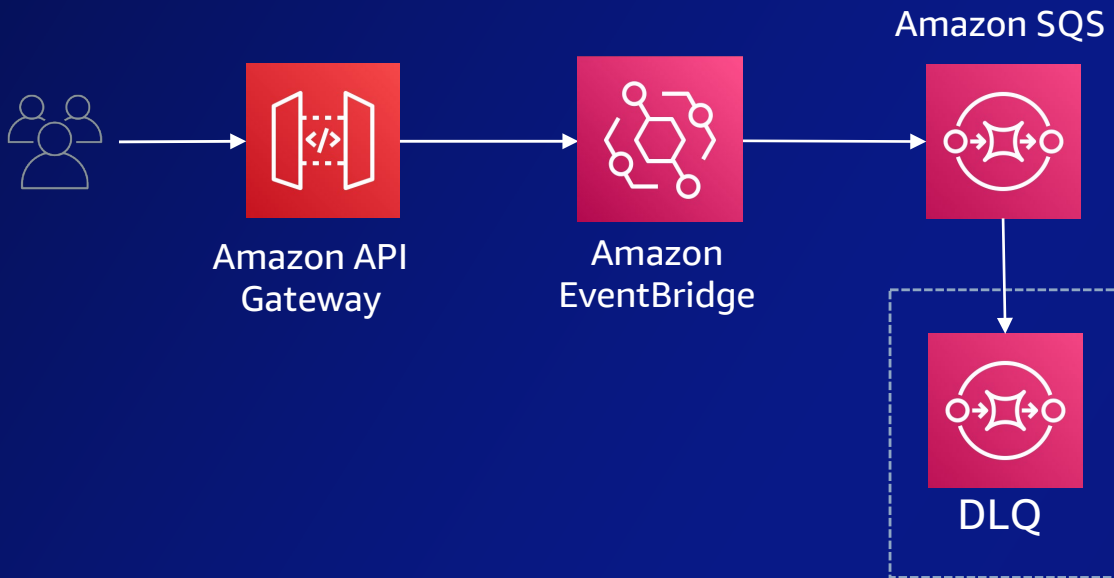 Amazon SQS
</>
Amazon API
Gateway
Amazon
EventBridge
DLQ